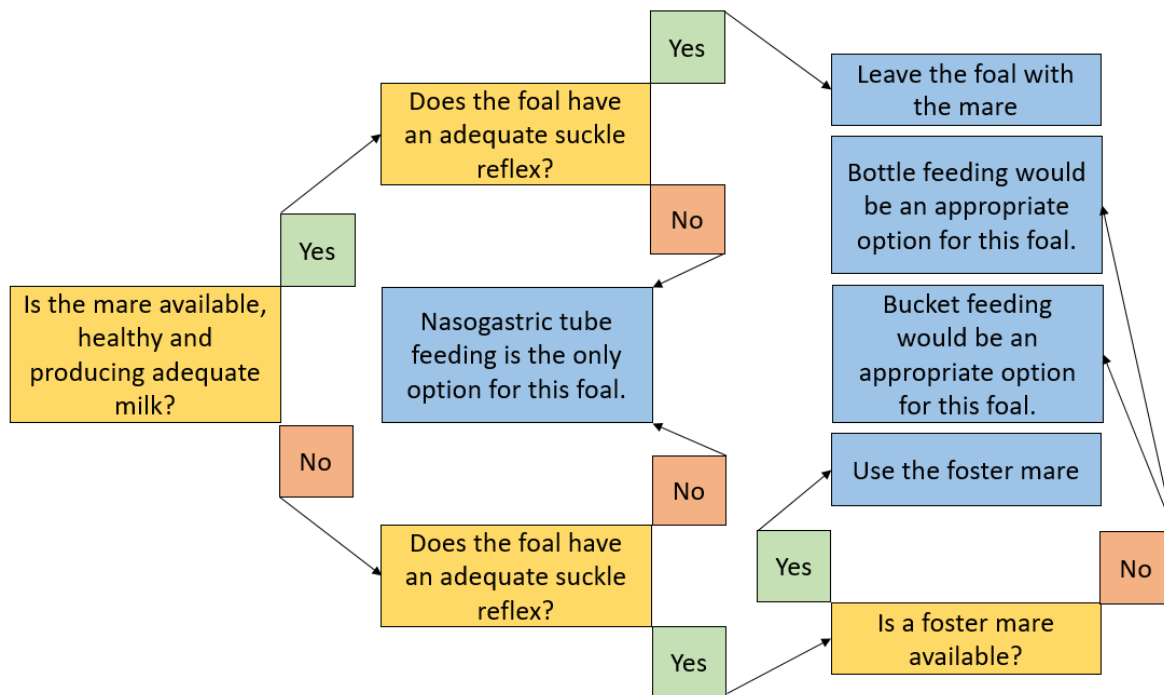 Yes
Does the foal have
an adequate suckle
reflex?
No
Leave the foal with
the mare
Bottle feeding would
be an appropriate
option for this foal.
Yes
Is the mare available,
healthy and
producing adequate
milk?
No
Nasogastric tube
feeding is the only
option for this foal.
Bucket feeding
would be an
appropriate option
for this foal.
Use the foster mare
No
Does the foal have
an adequate suckle
reflex?
Yes
Yes
No
Is a foster mare
available?